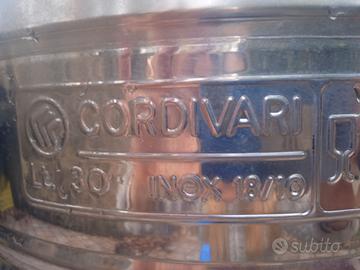 CORDIVARI
Lt. 30 INOX 18/10
subito